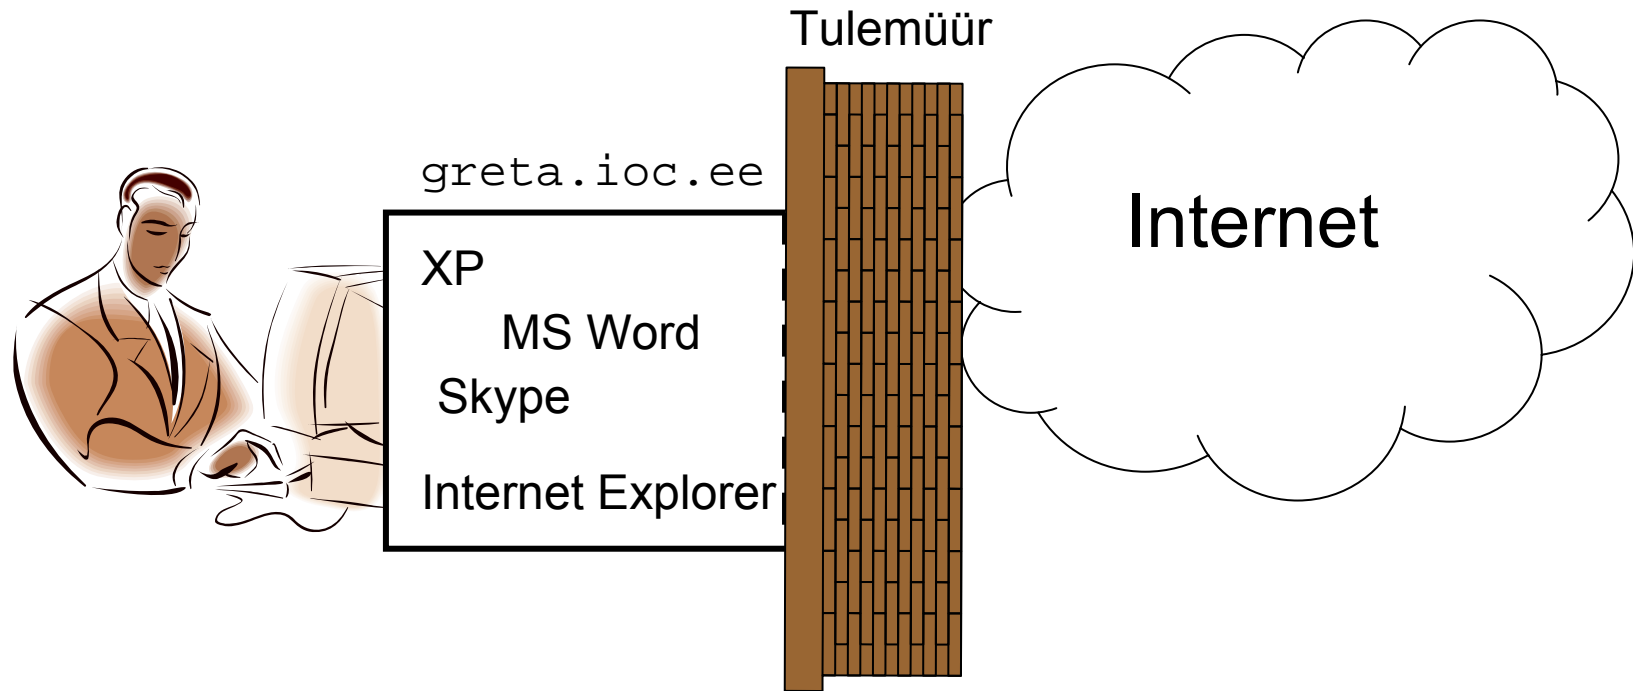 Tulemüür
greta.ioc.ee
Internet
XP
MS Word
Skype
Internet Explorer